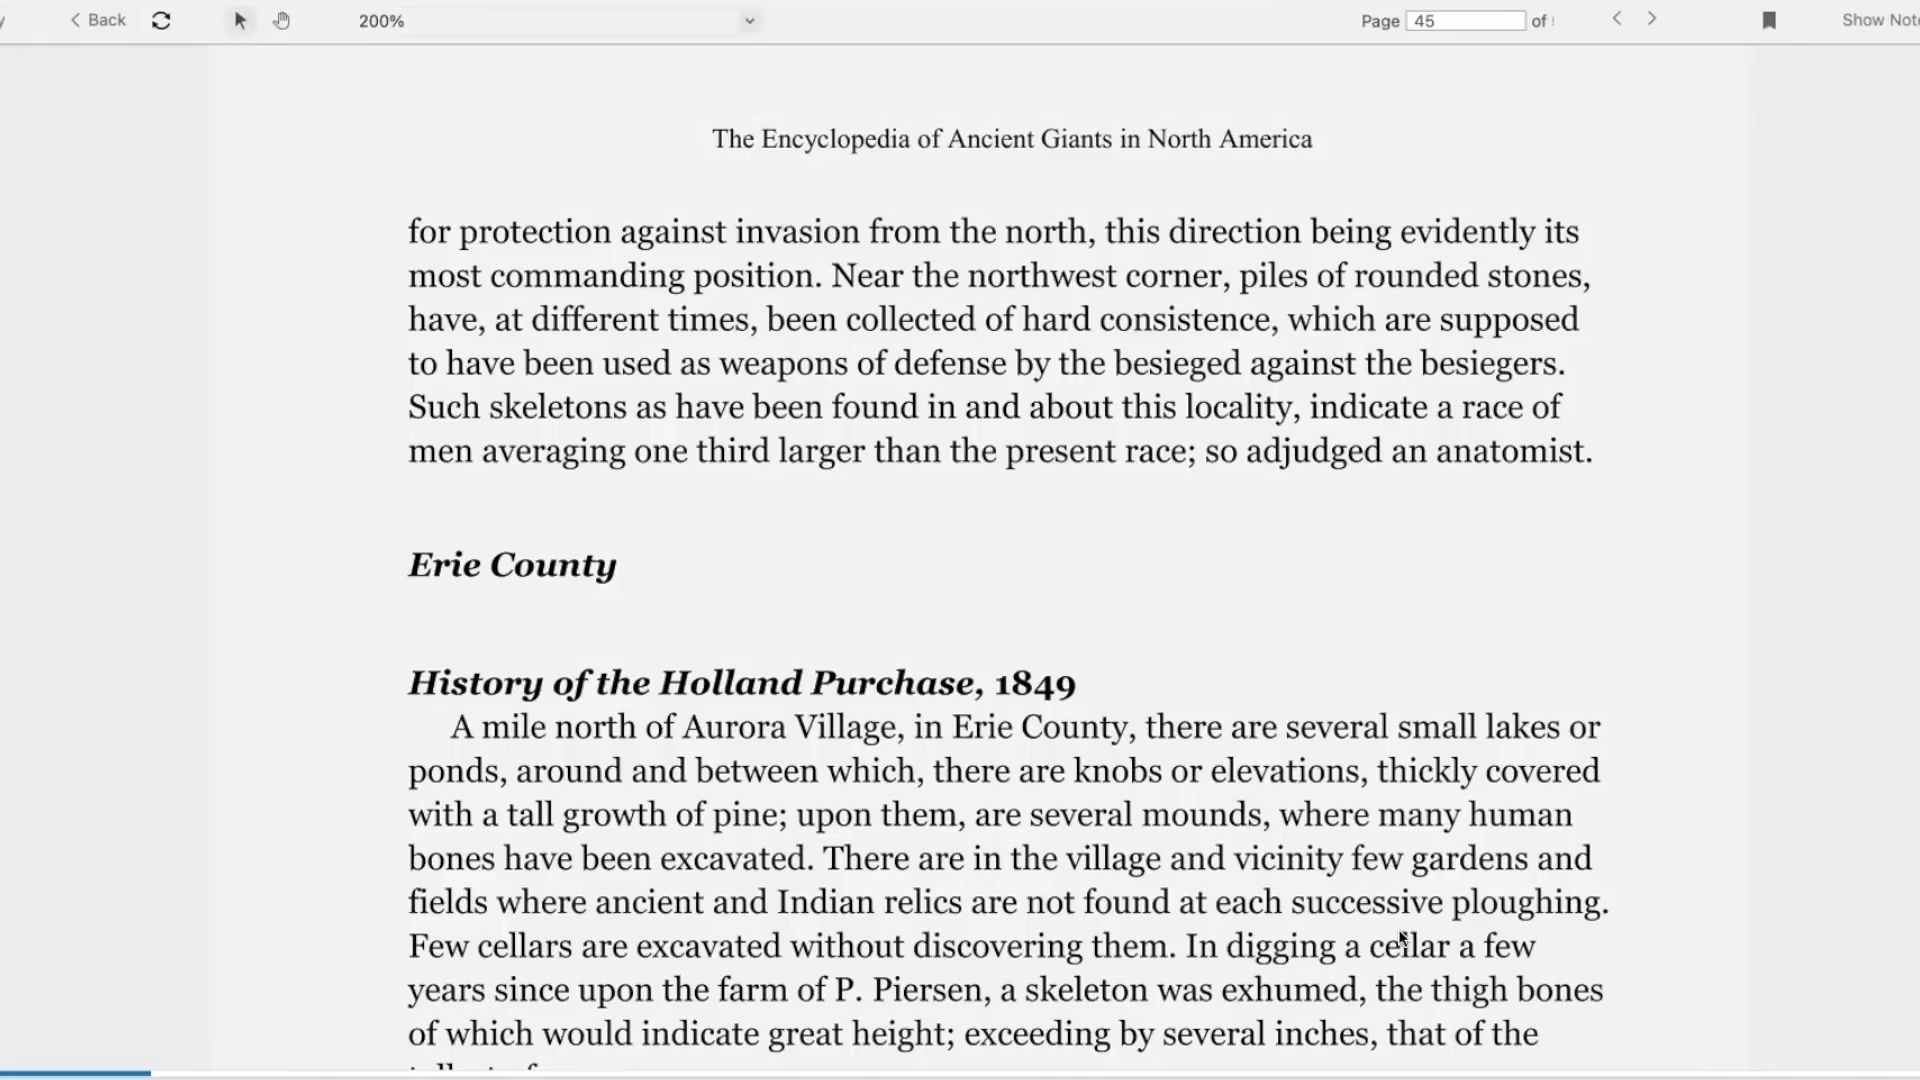 Back
200%
Page 45 of
Show Note
The Encyclopedia of Ancient Giants in North America
for protection against invasion from the north, this direction being evidently its
most commanding position. Near the northwest corner, piles of rounded stones,
have, at different times, been collected of hard consistence, which are supposed
to have been used as weapons of defense by the besieged against the besiegers.
Such skeletons as have been found in and about this locality, indicate a race of
men averaging one third larger than the present race; so adjudged an anatomist.
Erie County
History of the Holland Purchase, 1849
A mile north of Aurora Village, in Erie County, there are several small lakes or
ponds, around and between which, there are knobs or elevations, thickly covered
with a tall growth of pine; upon them, are several mounds, where many human
bones have been excavated. There are in the village and vicinity few gardens and
fields where ancient and Indian relics are not found at each successive ploughing.
Few cellars are excavated without discovering them. In digging a cellar a few
years since upon the farm of P. Piersen, a skeleton was exhumed, the thigh bones
of which would indicate great height; exceeding by several inches, that of the